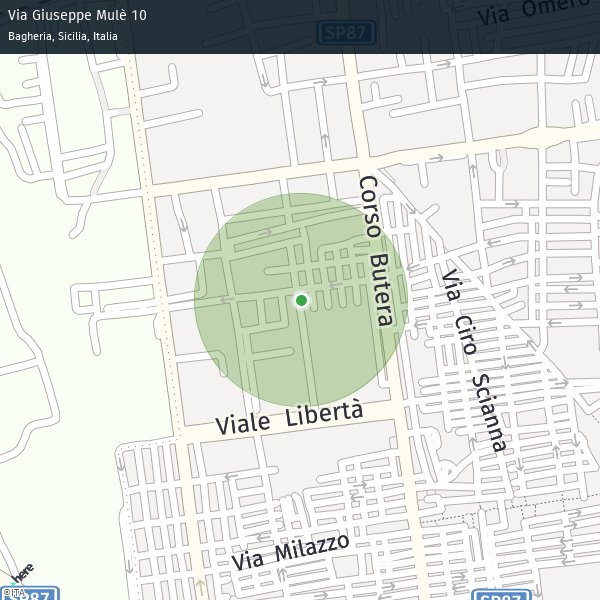 Via Giuseppe Mulè 10
Bagheria, Sicilia, Italia
SP87
Via Omero
Corso Butera
Via Ciro Scianna
Viale Libertà
Via Milazzo
here
SP87
SP87